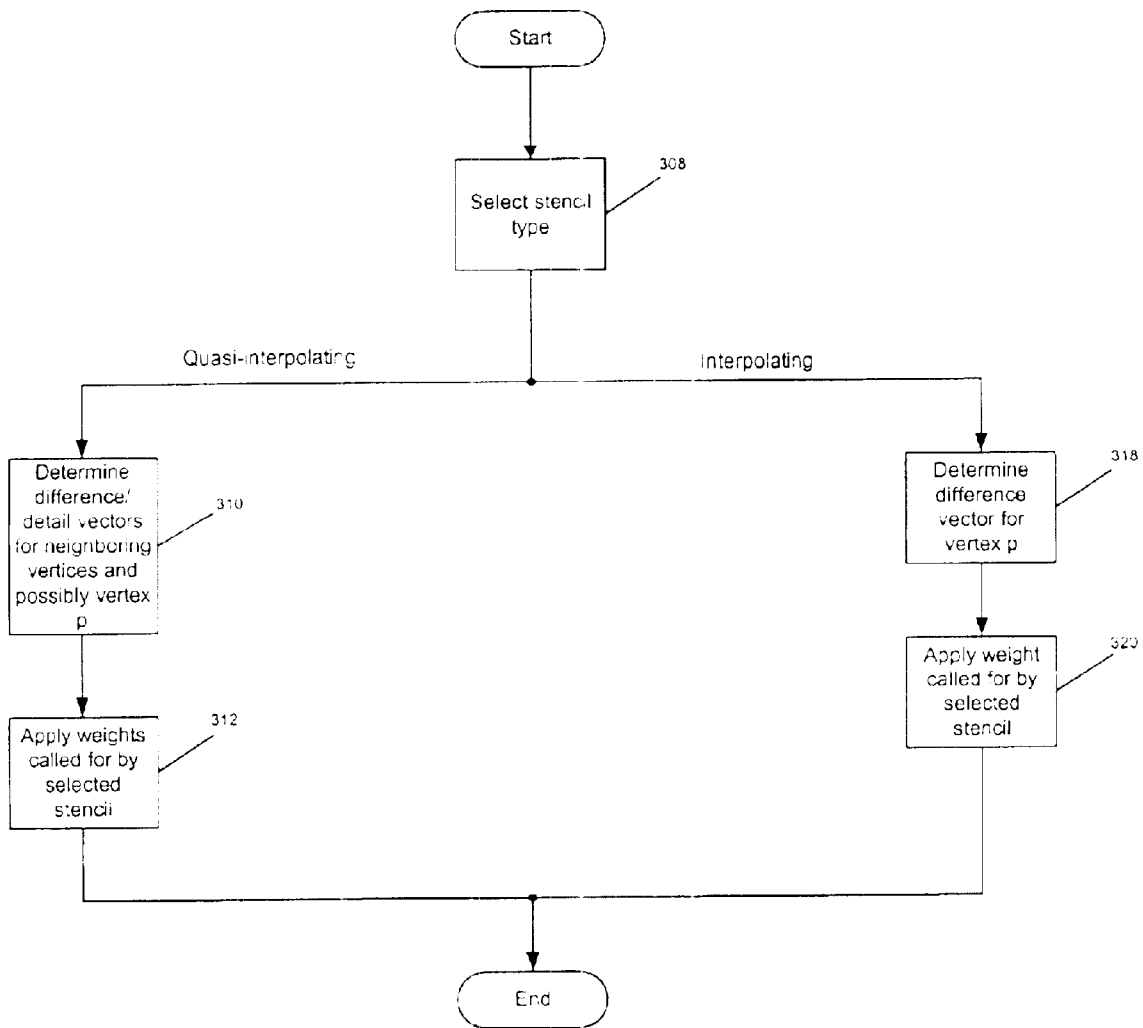 Start
308
Select stencil
type
Quasi-interpolating
Interpolating
Determine
difference/
detail vectors
for neighboring
vertices and
possibly vertex
p
310
318
Determine
difference
vector for
vertex p
Apply weights
called for by
selected
stencil
312
320
Apply weight
called for by
selected
stencil
End